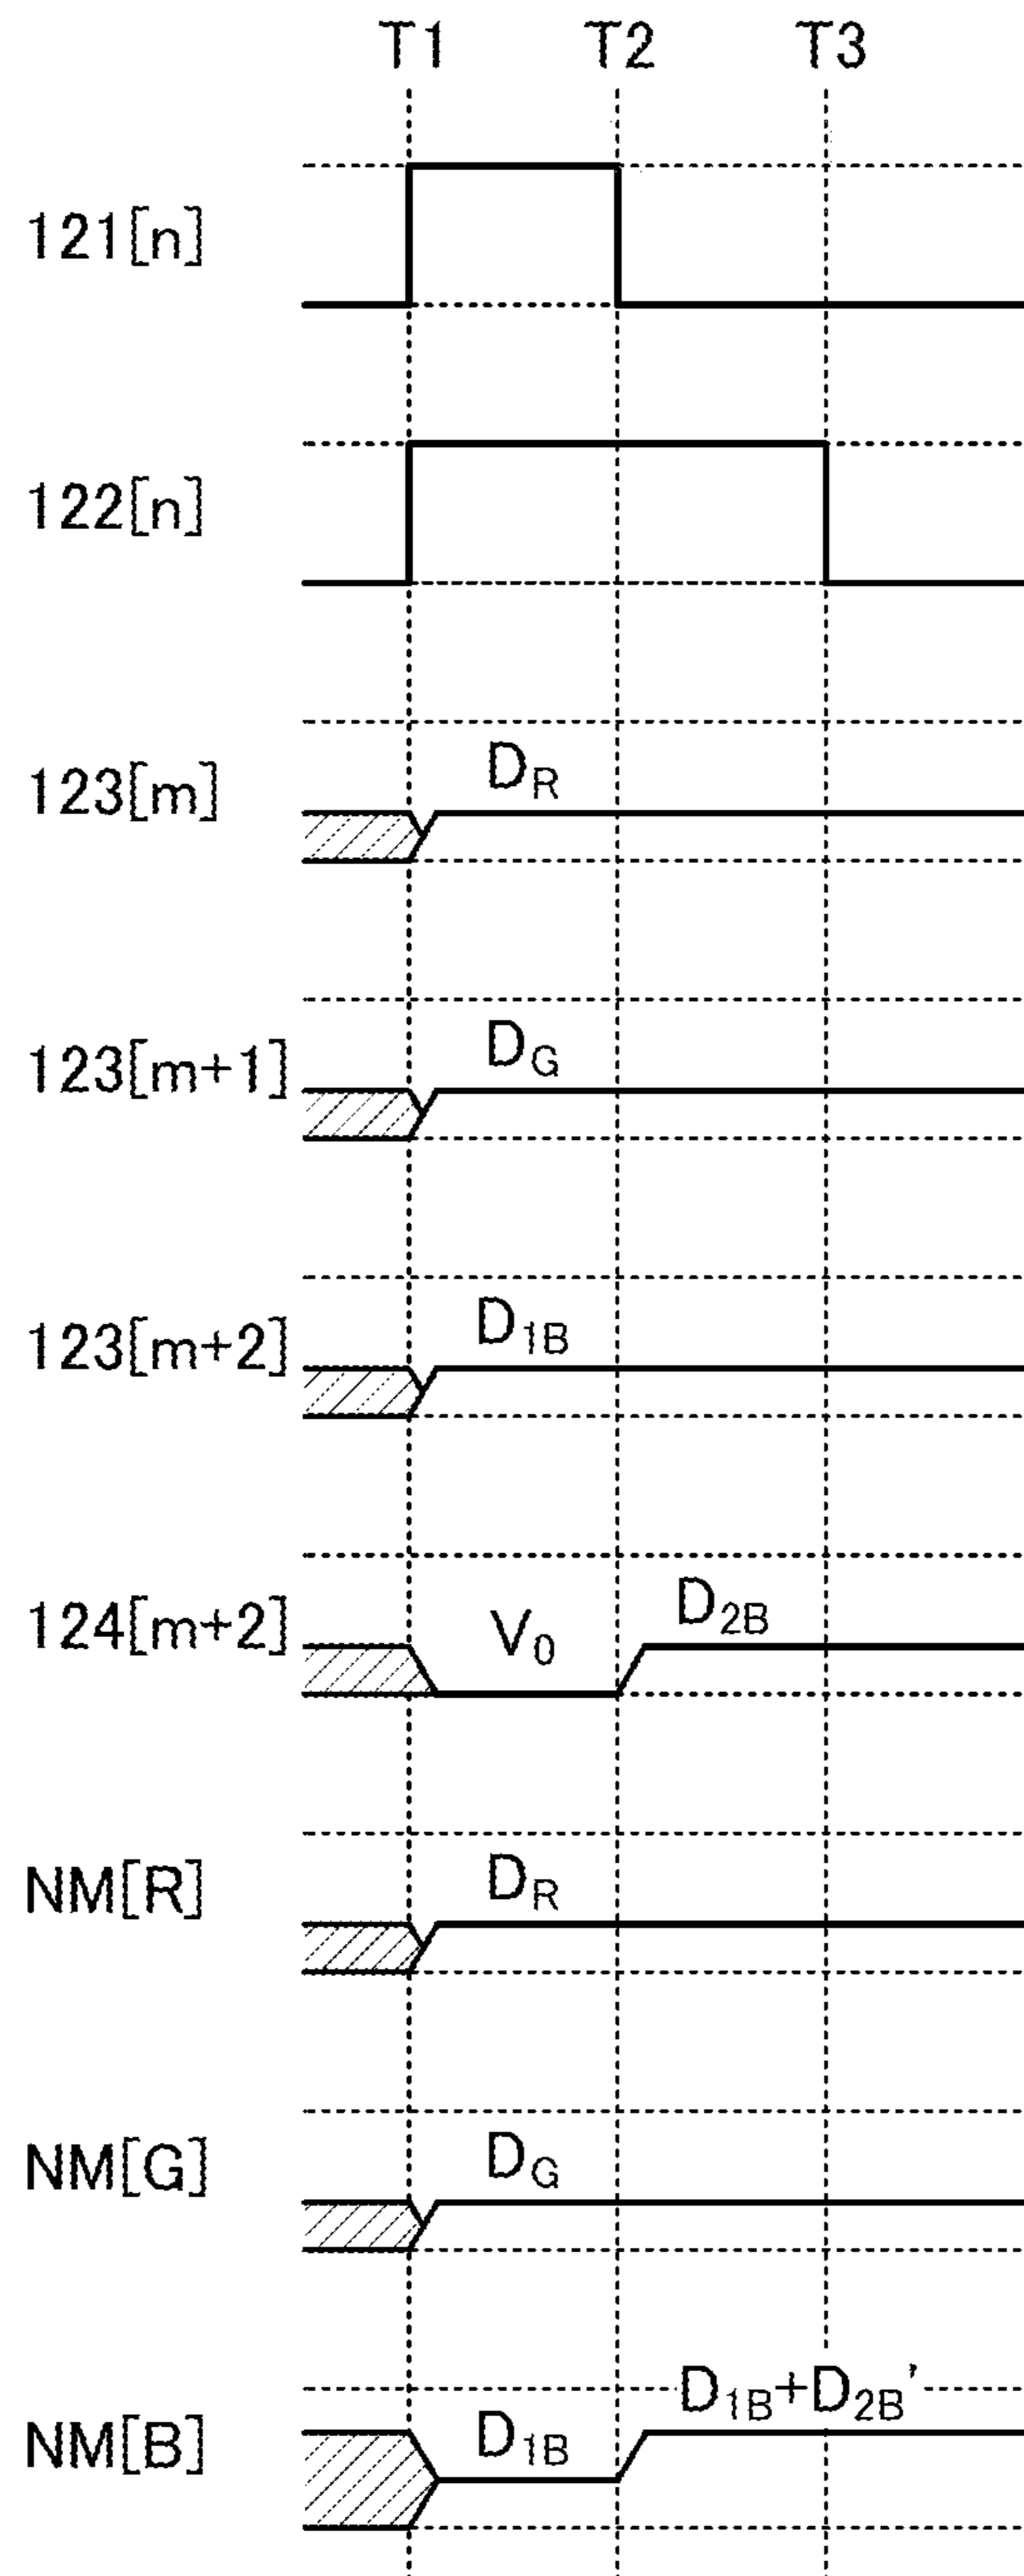 T1 T2 T3
121[n]
122[n]
123[m] D_R
123[m+1] D_G
123[m+2] D_1B
124[m+2] V_0 D_2B
NM[R] D_R
NM[G] D_G
NM[B] D_1B D_1B+D_2B'